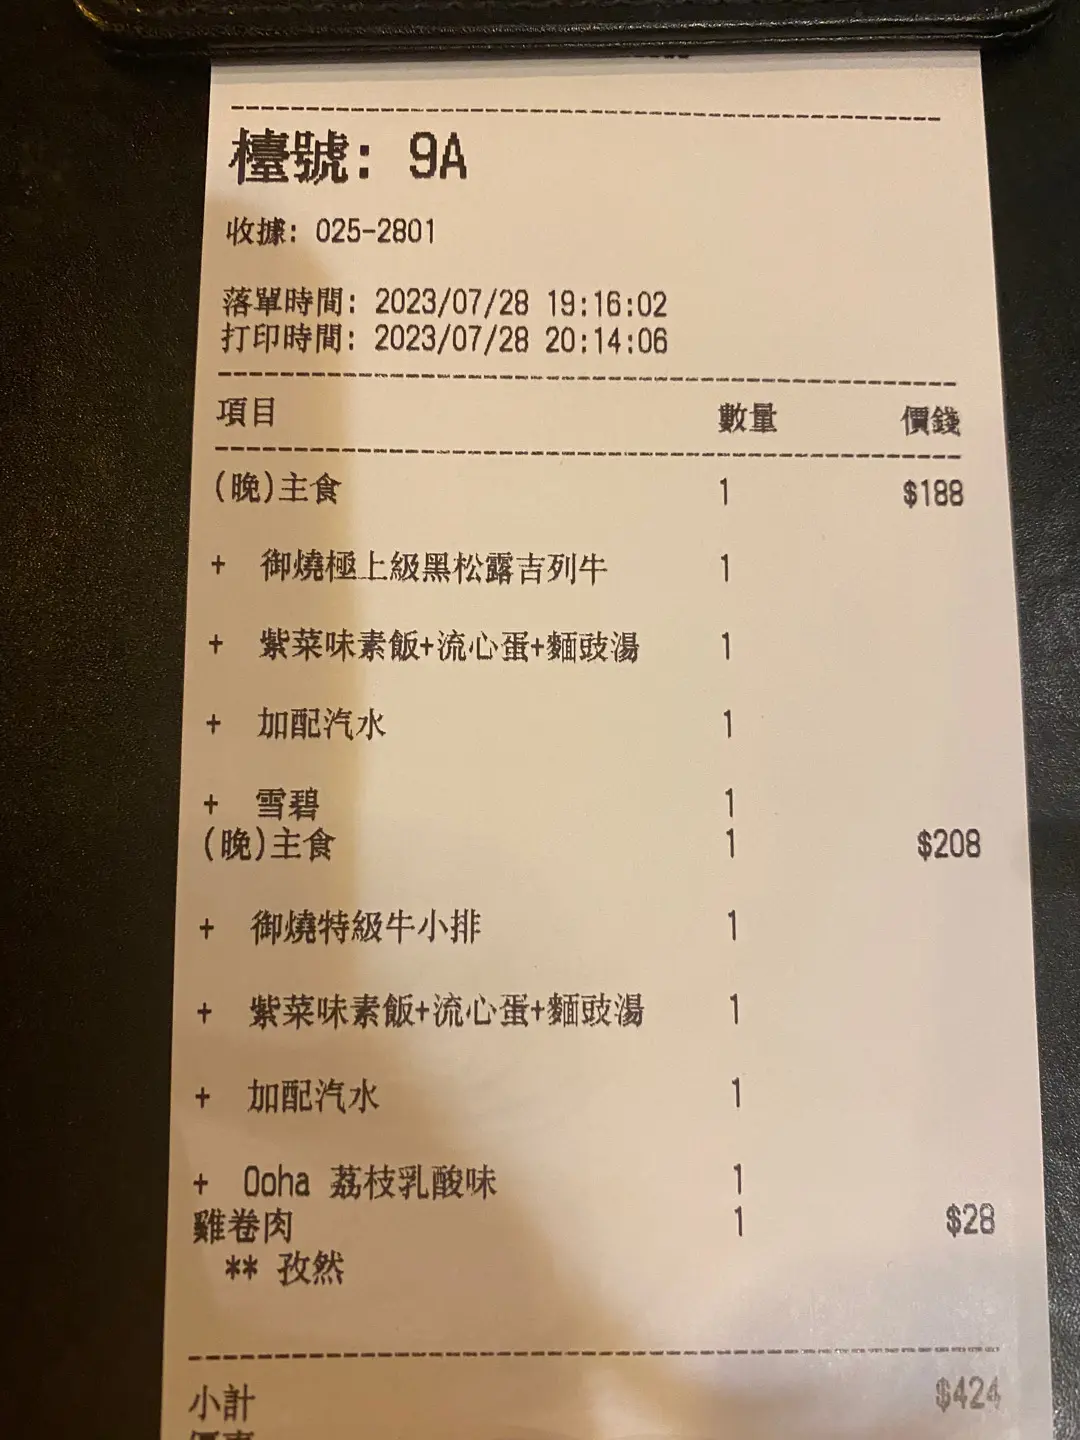 檯號: 9A
收據: 025-2801
落單時間: 2023/07/28 19:16:02
打印時間: 2023/07/28 20:14:06
項目 數量 價錢
(晚)主食 1 $188
+ 御燒極上級黑松露吉列牛 1
+ 紫菜味素飯+流心蛋+麵豉湯 1
+ 加配汽水 1
+ 雪碧 1
(晚)主食 1 $208
+ 御燒特級牛小排 1
+ 紫菜味素飯+流心蛋+麵豉湯 1
+ 加配汽水 1
+ Ooha 荔枝乳酸味 1
雞卷肉 1 $28
** 孜然
小計 $424